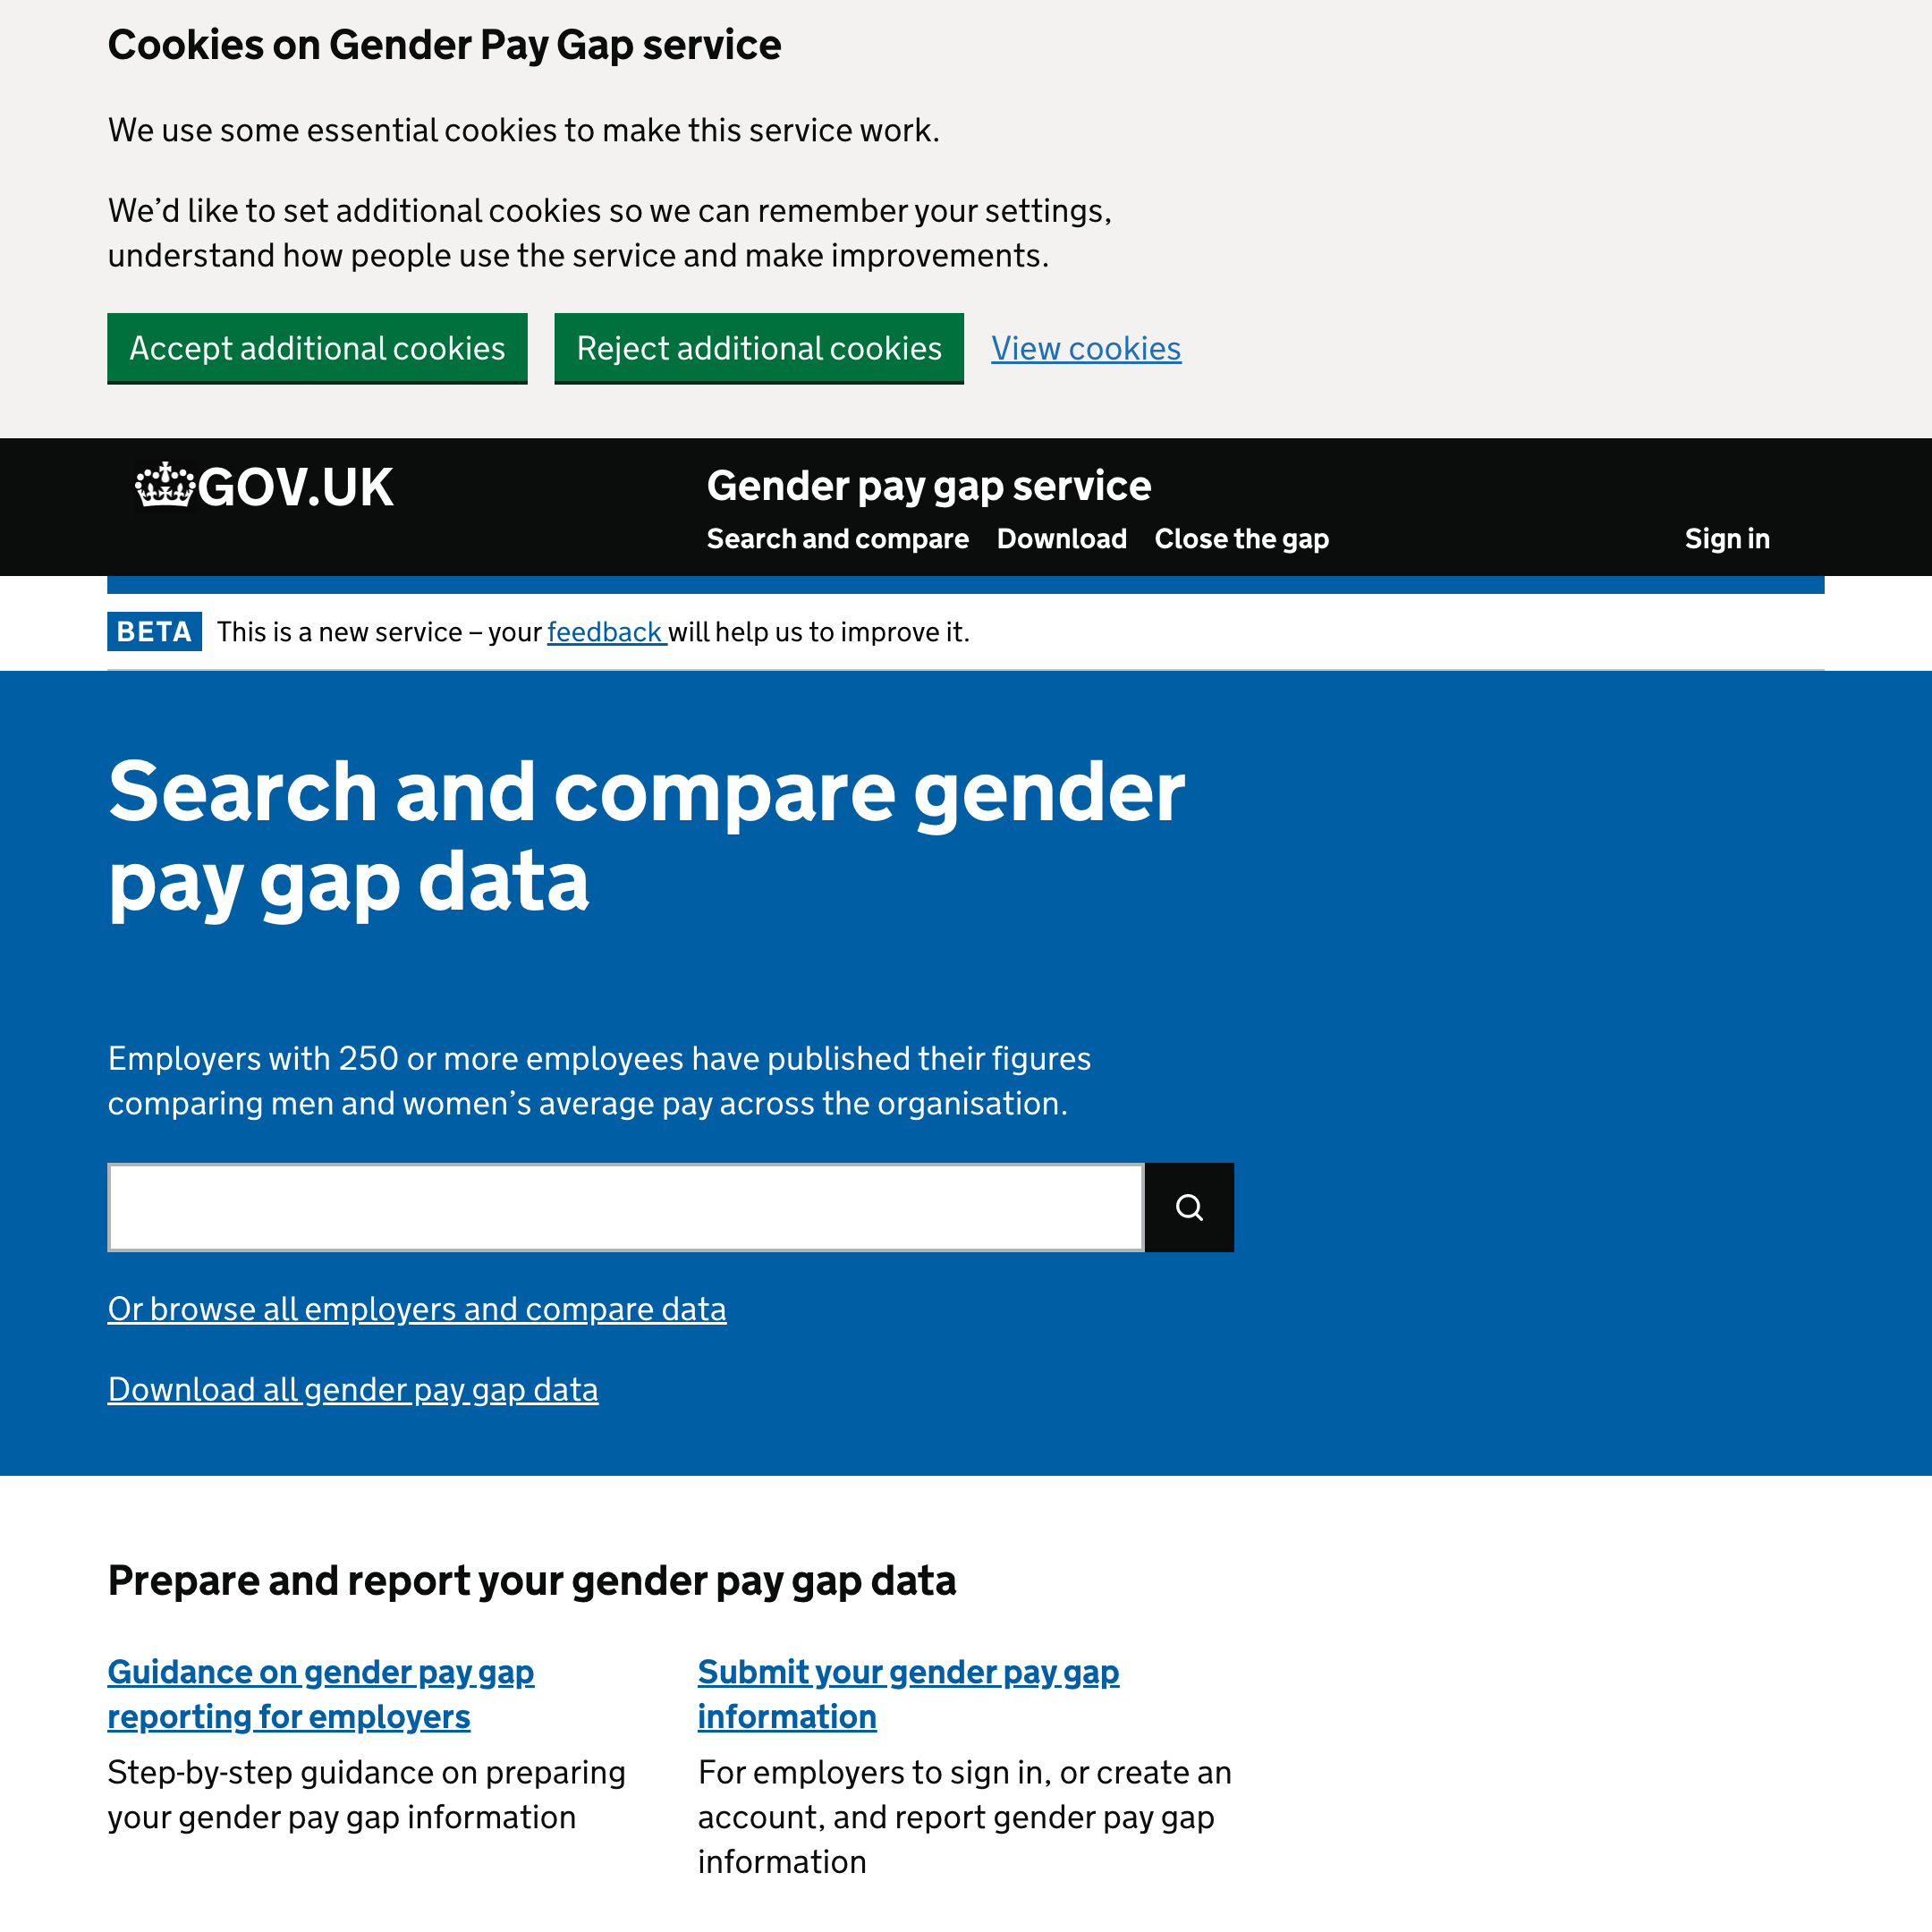 Cookies on Gender Pay Gap service
We use some essential cookies to make this service work.
We’d like to set additional cookies so we can remember your settings,
understand how people use the service and make improvements.
Accept additional cookies
Reject additional cookies
View cookies
GOV.UK
Gender pay gap service
Search and compare
Download
Close the gap
Sign in
BETA
This is a new service – your feedback will help us to improve it.
Search and compare gender
pay gap data
Employers with 250 or more employees have published their figures
comparing men and women’s average pay across the organisation.
Or browse all employers and compare data
Download all gender pay gap data
Prepare and report your gender pay gap data
Guidance on gender pay gap
reporting for employers
Step-by-step guidance on preparing
your gender pay gap information
Submit your gender pay gap
information
For employers to sign in, or create an
account, and report gender pay gap
information